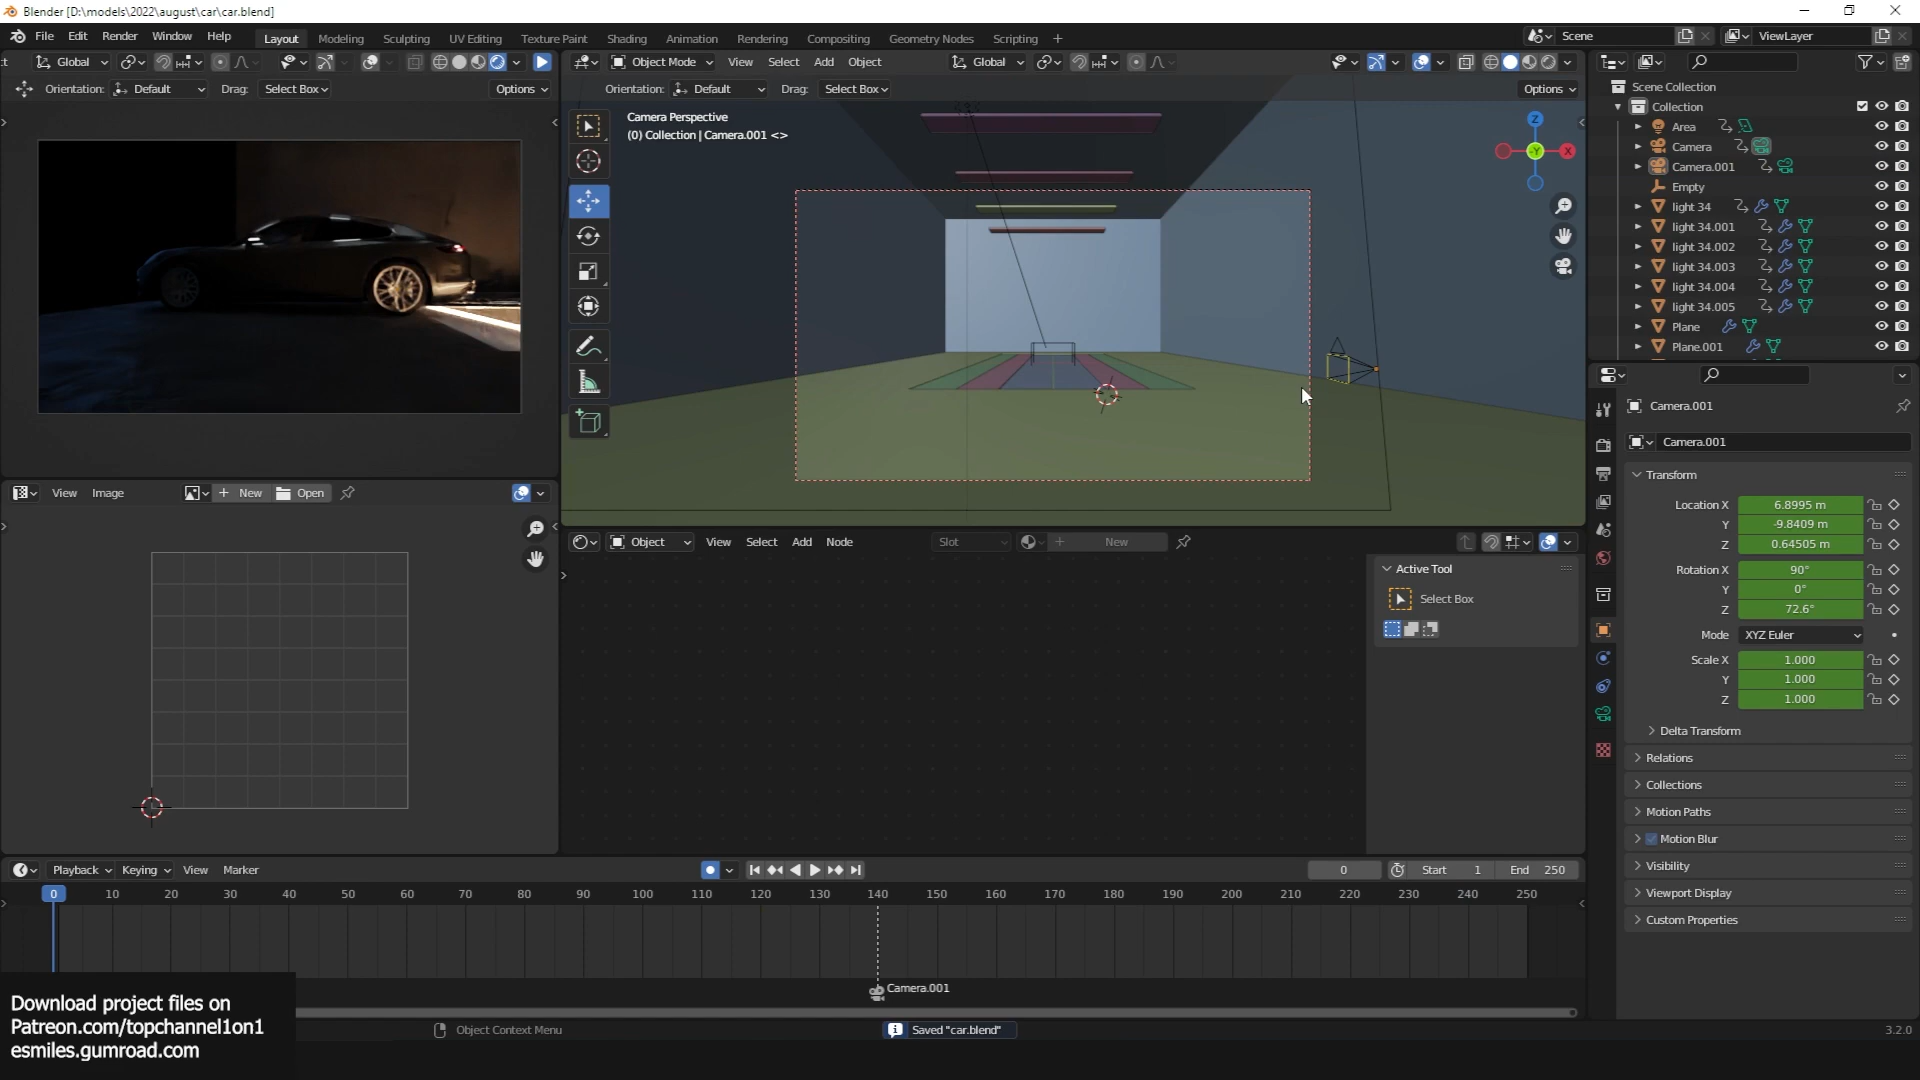 Blender [D:\models\2022\august\car\car.blend]
File Edit Render Window Help Layout Modeling Sculpting UV Editing Texture Paint Shading Animation Rendering Compositing Geometry Nodes Scripting + Scene ViewLayer
Global
Orientation: Default Drag: Select Box Options
Object Mode View Select Add Object Global
Orientation: Default Drag: Select Box Options
Camera Perspective
(0) Collection | Camera.001 <>
Z
Y
X
Scene Collection
Collection
Area
Camera
Camera.001
Empty
light 34
light 34.001
light 34.002
light 34.003
light 34.004
light 34.005
Plane
Plane.001
View Image New Open
Object View Select Add Node Slot New
Active Tool
Select Box
Camera.001
Camera.001
Transform
Location X 6.8995 m
Y -9.8409 m
Z 0.64505 m
Rotation X 90°
Y 0°
Z 72.6°
Mode XYZ Euler
Scale X 1.000
Y 1.000
Z 1.000
Delta Transform
Relations
Collections
Motion Paths
Motion Blur
Visibility
Viewport Display
Custom Properties
Playback Keying View Marker 0 Start 1 End 250
0 10 20 30 40 50 60 70 80 90 100 110 120 130 140 150 160 170 180 190 200 210 220 230 240 250
Camera.001
Download project files on
Patreon.com/topchannel1on1
esmiles.gumroad.com
Object Context Menu
Saved "car.blend"
3.2.0